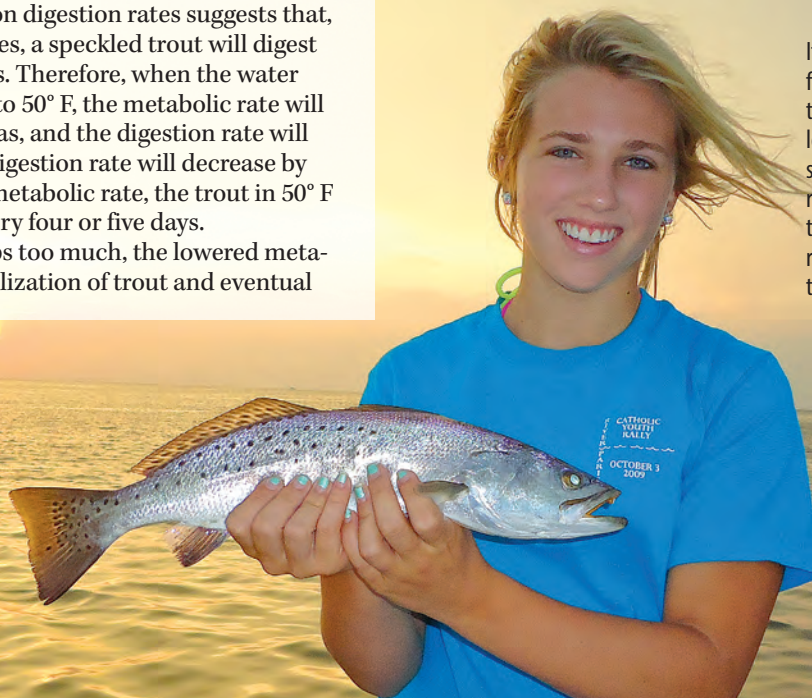 on digestion rates suggests that,
es, a speckled trout will digest
s. Therefore, when the water
to 50° F, the metabolic rate will
as, and the digestion rate will
igestion rate will decrease by
metabolic rate, the trout in 50° F
ry four or five days.
ps too much, the lowered meta-
lization of trout and eventual
CATHOLIC
YOUTH
RALLY
OCTOBER 3
2009